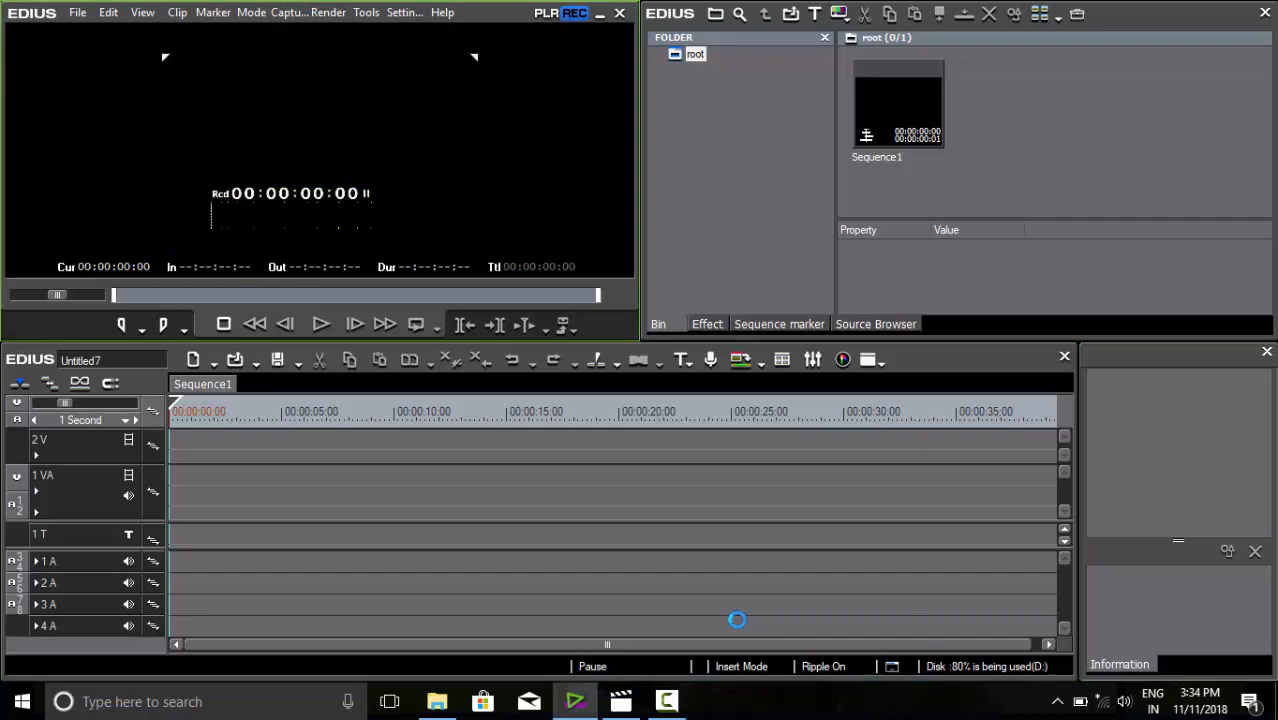 EDIUS File Edit View Clip Marker Mode Captu... Render Tools Settin... Help PLR REC
Rcd 00:00:00:00 II
Cur 00:00:00:00 In --:--:--:-- Out --:--:--:-- Dur --:--:--:-- Ttl 00:00:00:00
EDIUS
FOLDER
root
root (0/1)
00:00:00:00
00:00:00:01
Sequence1
Property Value
Bin Effect Sequence marker Source Browser
EDIUS Untitled7
Sequence1
1 Second
00:00:00:00 00:00:05:00 00:00:10:00 00:00:15:00 00:00:20:00 00:00:25:00 00:00:30:00 00:00:35:00
2 V
1 VA
1
2
1 T
3
4
1 A
5
6
2 A
7
8
3 A
4 A
Pause Insert Mode Ripple On Disk :80% is being used(D:)
Information
Type here to search
ENG
IN
3:34 PM
11/11/2018
1